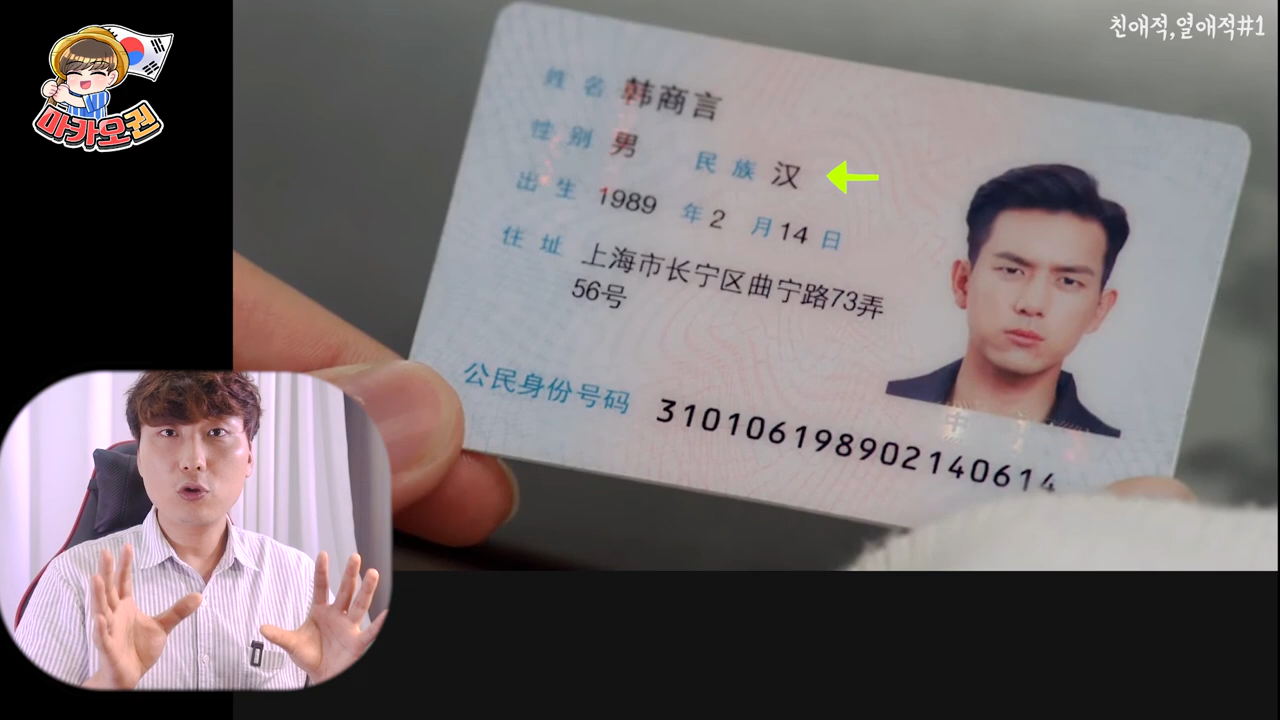 친애적,열애적#1
마카오권
姓名 韩商言
性别 男 民族 汉
出生 1989 年 2 月 14 日
住址 上海市长宁区曲宁路73弄
56号
公民身份号码 310106198902140614